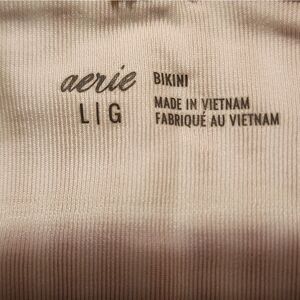 aerie
L|G
BIKINI
MADE IN VIETNAM
FABRIQUÉ AU VIETNAM